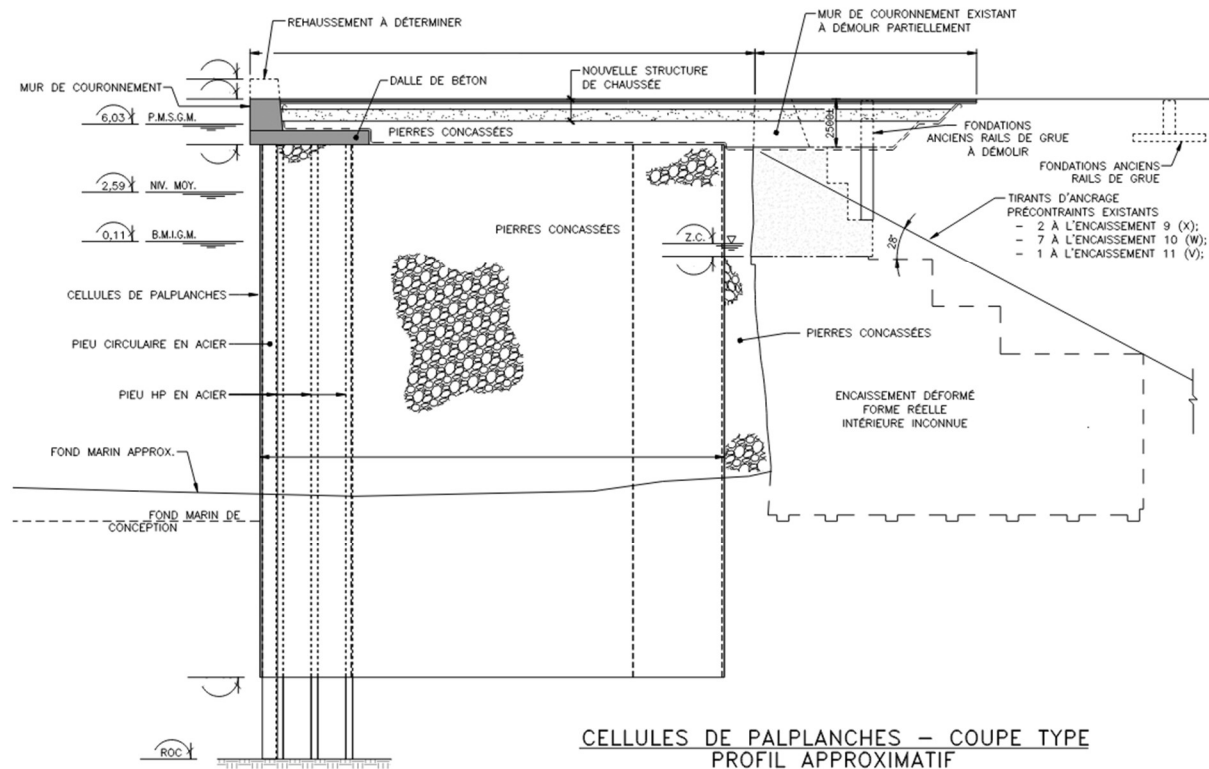 REHAUSSEMENT À DÉTERMINER
MUR DE COURONNEMENT EXISTANT
À DÉMOLIR PARTIELLEMENT
NOUVELLE STRUCTURE
DE CHAUSSÉE
DALLE DE BÉTON
MUR DE COURONNEMENT
6,03 P.M.S.G.M.
PIERRES CONCASSÉES
2500±
FONDATIONS
ANCIENS RAILS DE GRUE
À DÉMOLIR
FONDATIONS ANCIENS
RAILS DE GRUE
2,59 NIV. MOY.
TIRANTS D'ANCRAGE
PRÉCONTRAINTS EXISTANTS
- 2 À L'ENCAISSEMENT 9 (X);
- 7 À L'ENCAISSEMENT 10 (W);
- 1 À L'ENCAISSEMENT 11 (V);
28°
PIERRES CONCASSÉES
Z.C.
0,11 B.M.I.G.M.
CELLULES DE PALPLANCHES
PIERRES CONCASSÉES
PIEU CIRCULAIRE EN ACIER
PIEU HP EN ACIER
ENCAISSEMENT DÉFORMÉ
FORME RÉELLE
INTÉRIEURE INCONNUE
FOND MARIN APPROX.
FOND MARIN DE
CONCEPTION
ROC
CELLULES DE PALPLANCHES – COUPE TYPE
PROFIL APPROXIMATIF